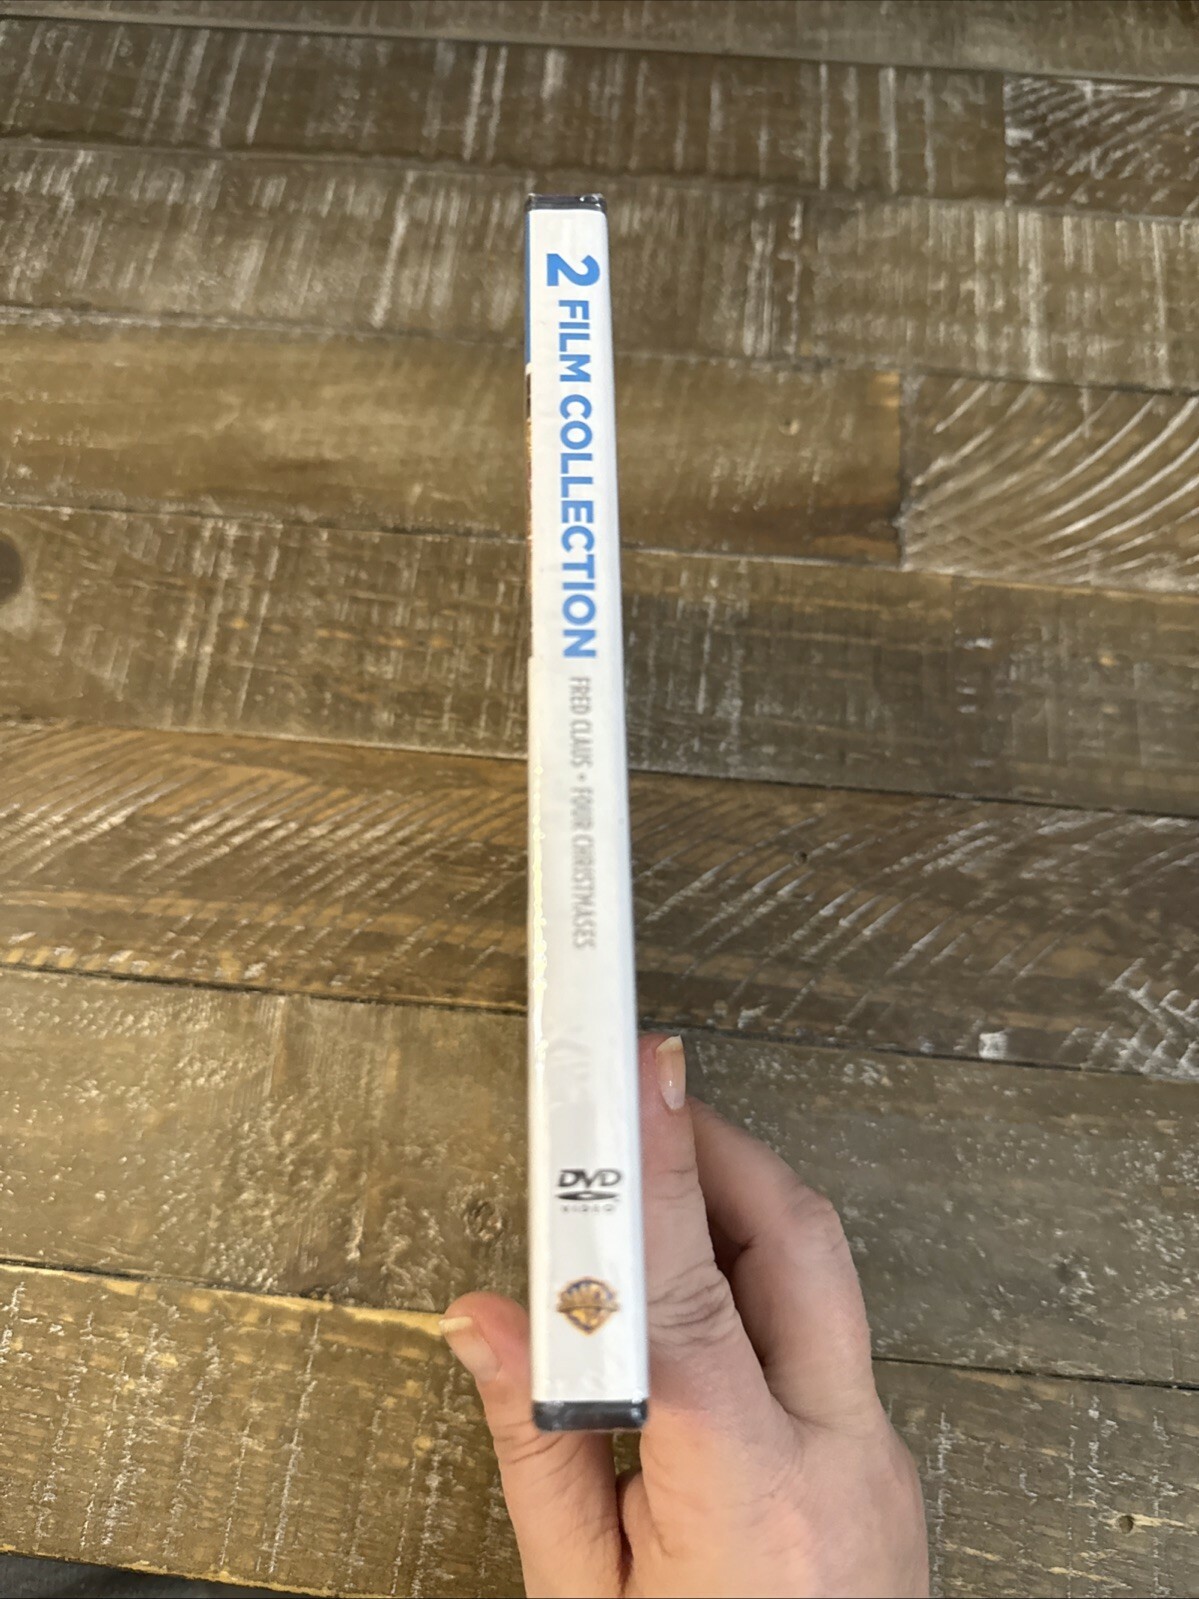 2 FILM COLLECTION
FRED CLAUS • FOUR CHRISTMASES
DVD
VIDEO